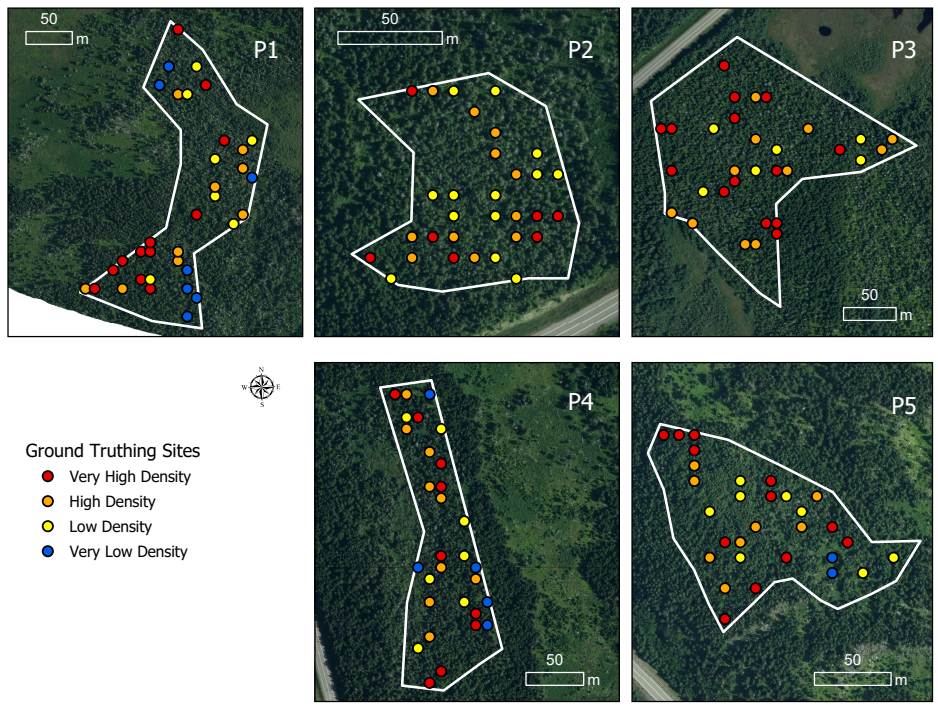 50
m
P1
50
m
P2
P3
50
m
N
W E
S
Ground Truthing Sites
Very High Density
High Density
Low Density
Very Low Density
P4
50
m
P5
50
m